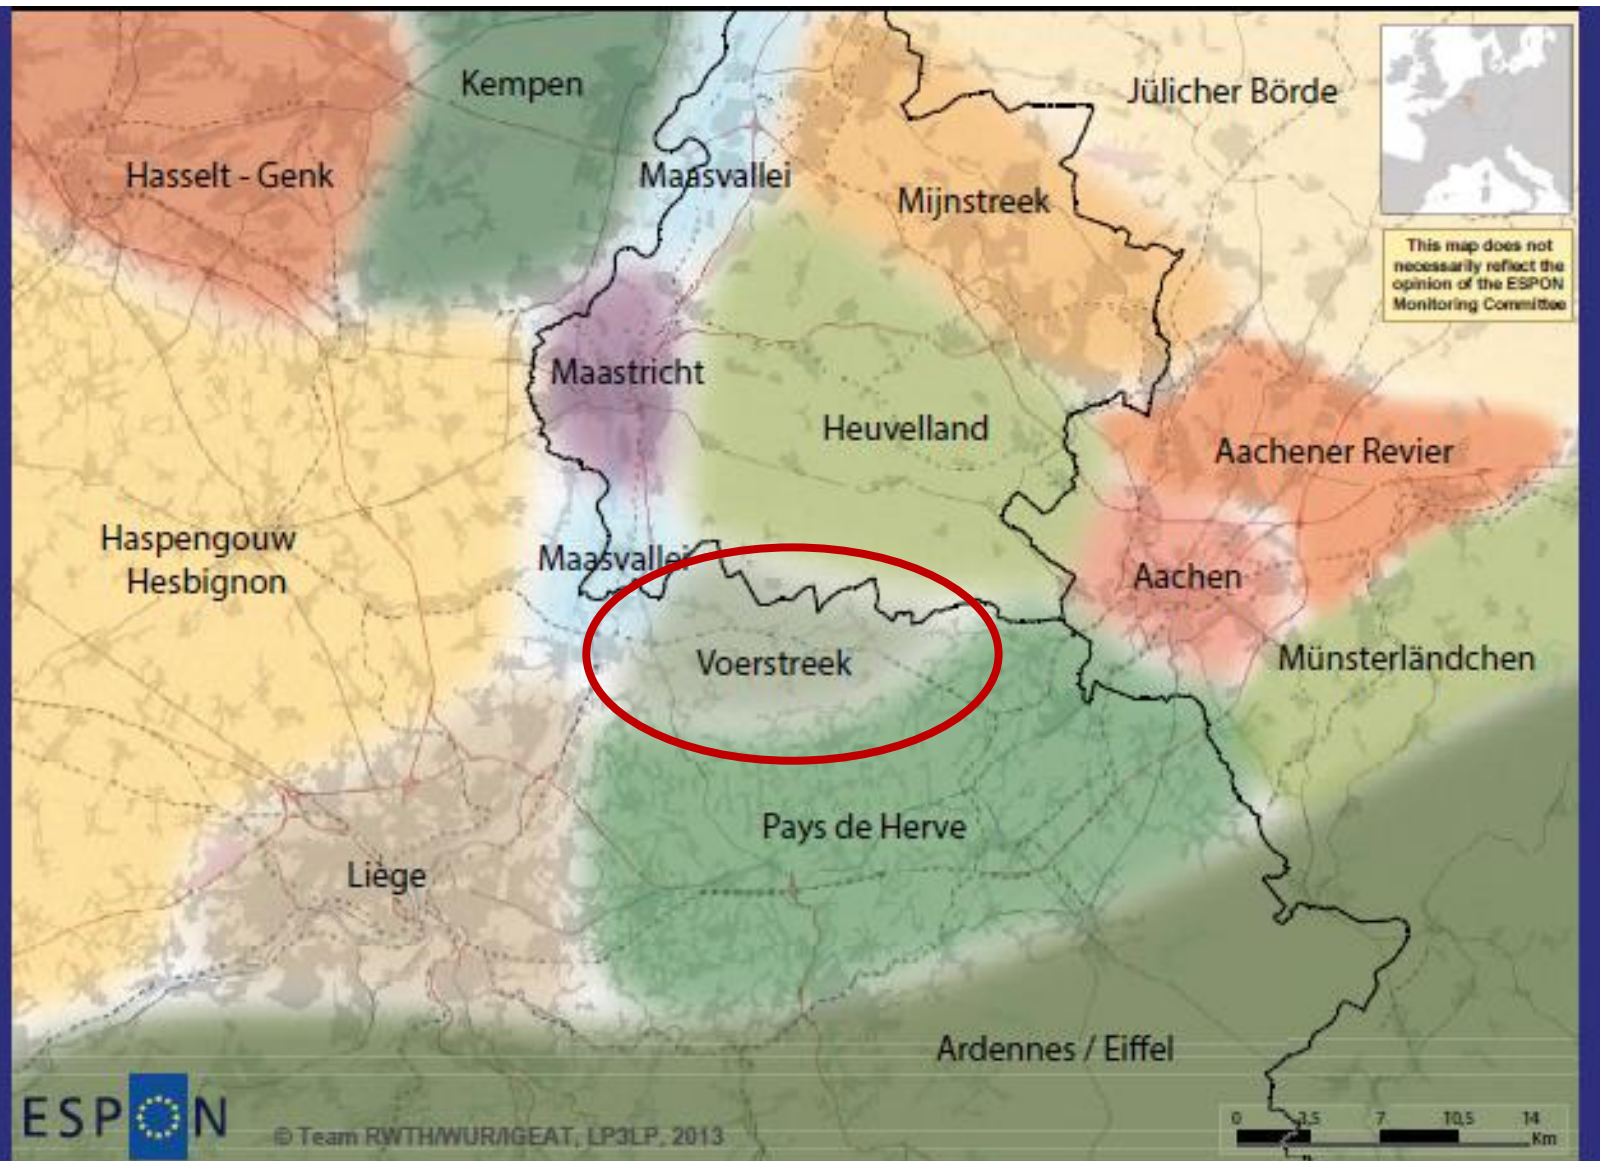 Kempen
Jülicher Börde
Hasselt - Genk
Maasvallei
Mijnstreek
This map does not
necessarily reflect the
opinion of the ESPON
Monitoring Committee
Maastricht
Heuvelland
Aachener Revier
Haspengouw
Hesbignon
Maasvallei
Aachen
Voerstreek
Münsterländchen
Pays de Herve
Liège
Ardennes / Eiffel
ESPON
© Team RWTH/WUR/IGEAT, LP3LP, 2013
0 3,5 7 10,5 14
Km